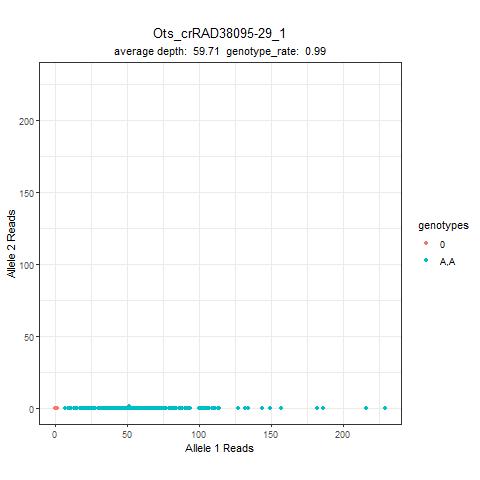 Ots_crRAD38095-29_1
average depth: 59.71 genotype_rate: 0.99
200
150
100
50
0
Allele 2 Reads
0 50 100 150 200
Allele 1 Reads
genotypes
0
A,A